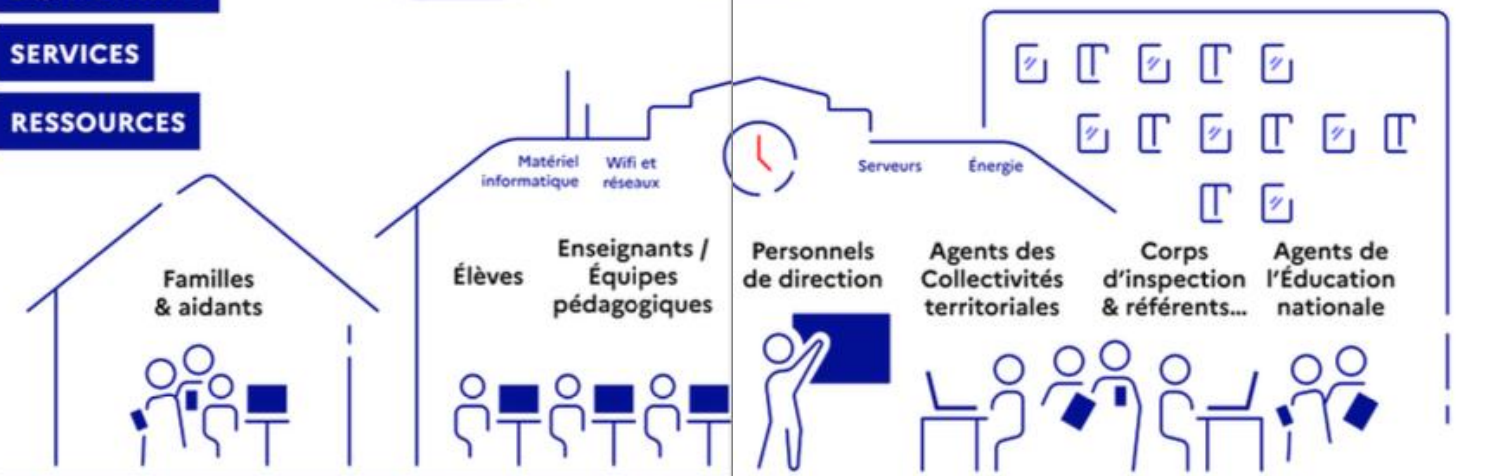 SERVICES
RESSOURCES
Matériel
informatique
Wifi et
réseaux
Serveurs
Énergie
Familles
& aidants
Élèves
Enseignants /
Équipes
pédagogiques
Personnels
de direction
Agents des
Collectivités
territoriales
Corps
d'inspection
& référents...
Agents de
l'Éducation
nationale